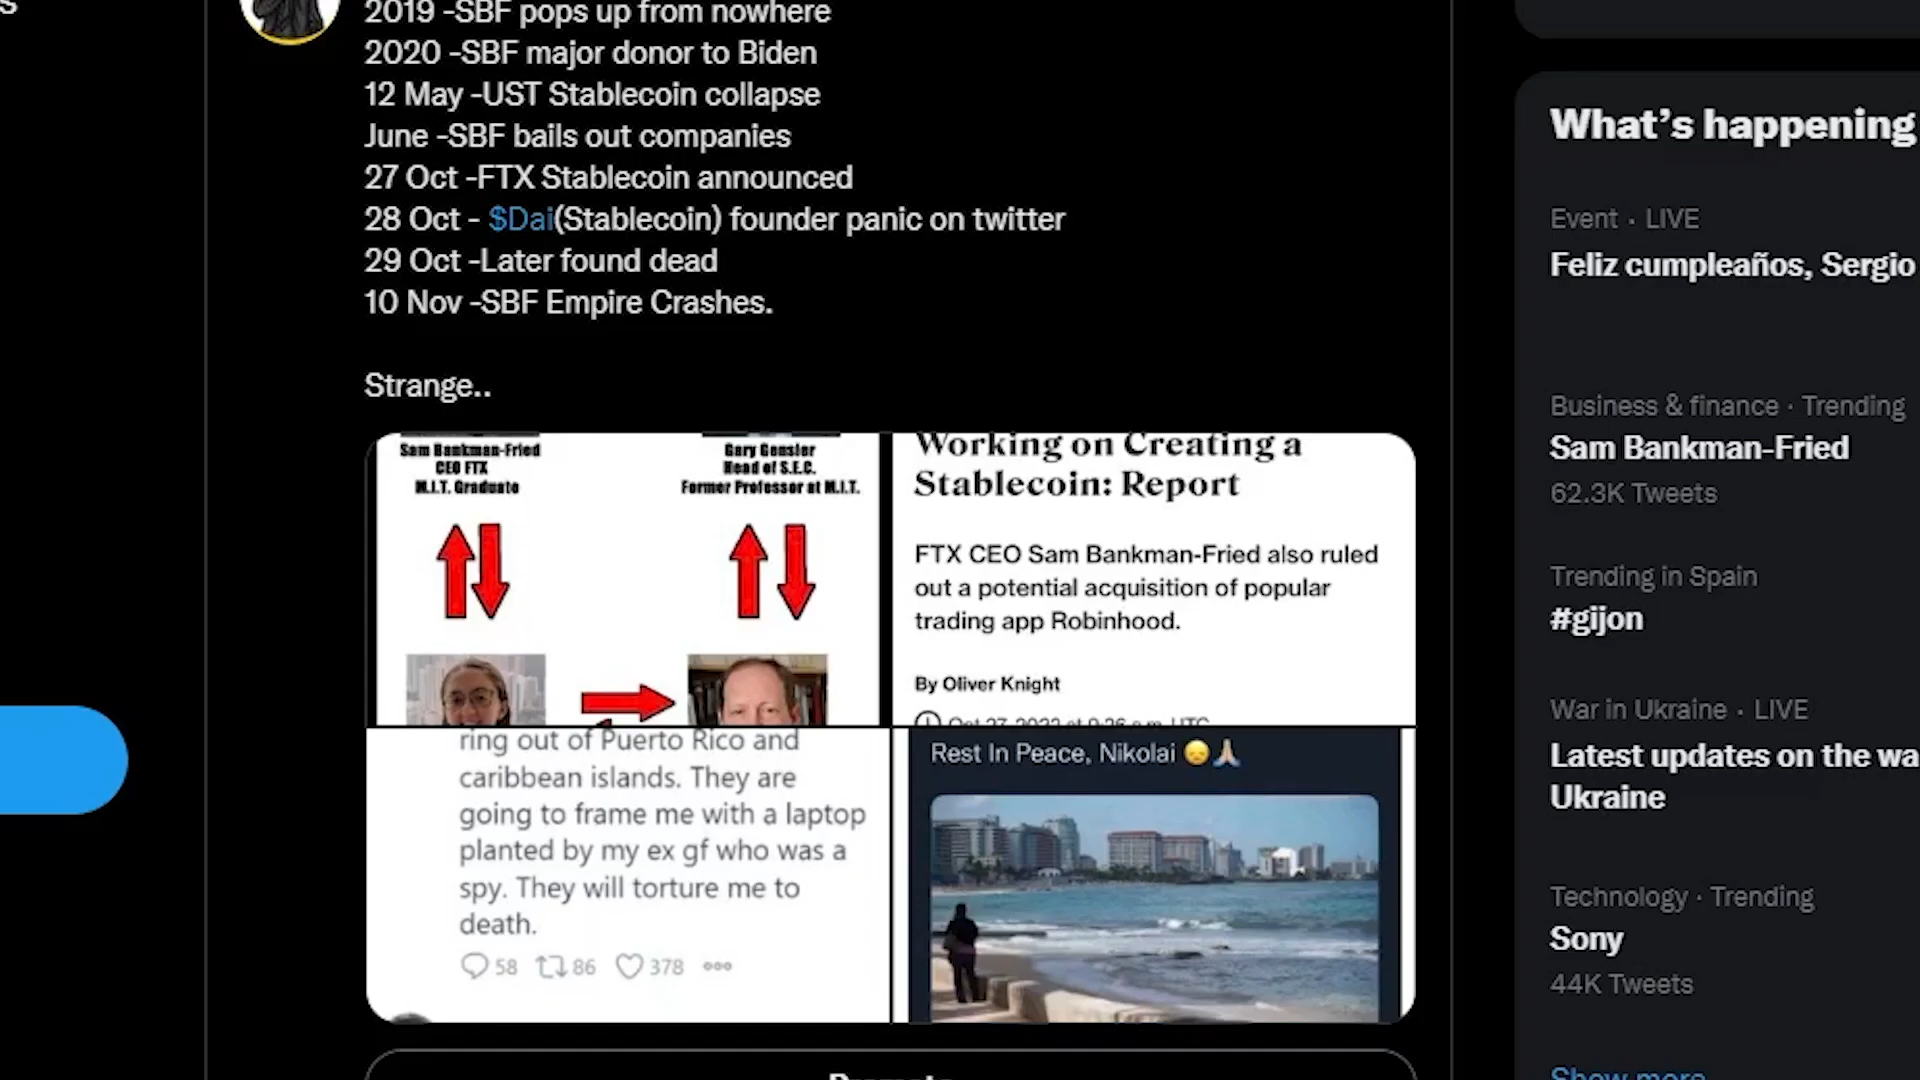 s
2019 -SBF pops up from nowhere
2020 -SBF major donor to Biden
12 May -UST Stablecoin collapse
June -SBF bails out companies
27 Oct -FTX Stablecoin announced
28 Oct - $Dai(Stablecoin) founder panic on twitter
29 Oct -Later found dead
10 Nov -SBF Empire Crashes.
Strange..
Sam Bankman-Fried
CEO FTX
M.I.T. Graduate
Gary Gensler
Head of S.E.C.
Former Professor at M.I.T.
Working on Creating a
Stablecoin: Report
FTX CEO Sam Bankman-Fried also ruled
out a potential acquisition of popular
trading app Robinhood.
By Oliver Knight
Oct 27, 2022 at 9:26 a.m. UTC
ring out of Puerto Rico and
caribbean islands. They are
going to frame me with a laptop
planted by my ex gf who was a
spy. They will torture me to
death.
58 86 378
Rest In Peace, Nikolai 😞🙏🏻
What's happening
Event · LIVE
Feliz cumpleaños, Sergio
Business & finance · Trending
Sam Bankman-Fried
62.3K Tweets
Trending in Spain
#gijon
War in Ukraine · LIVE
Latest updates on the wa
Ukraine
Technology · Trending
Sony
44K Tweets
Show more